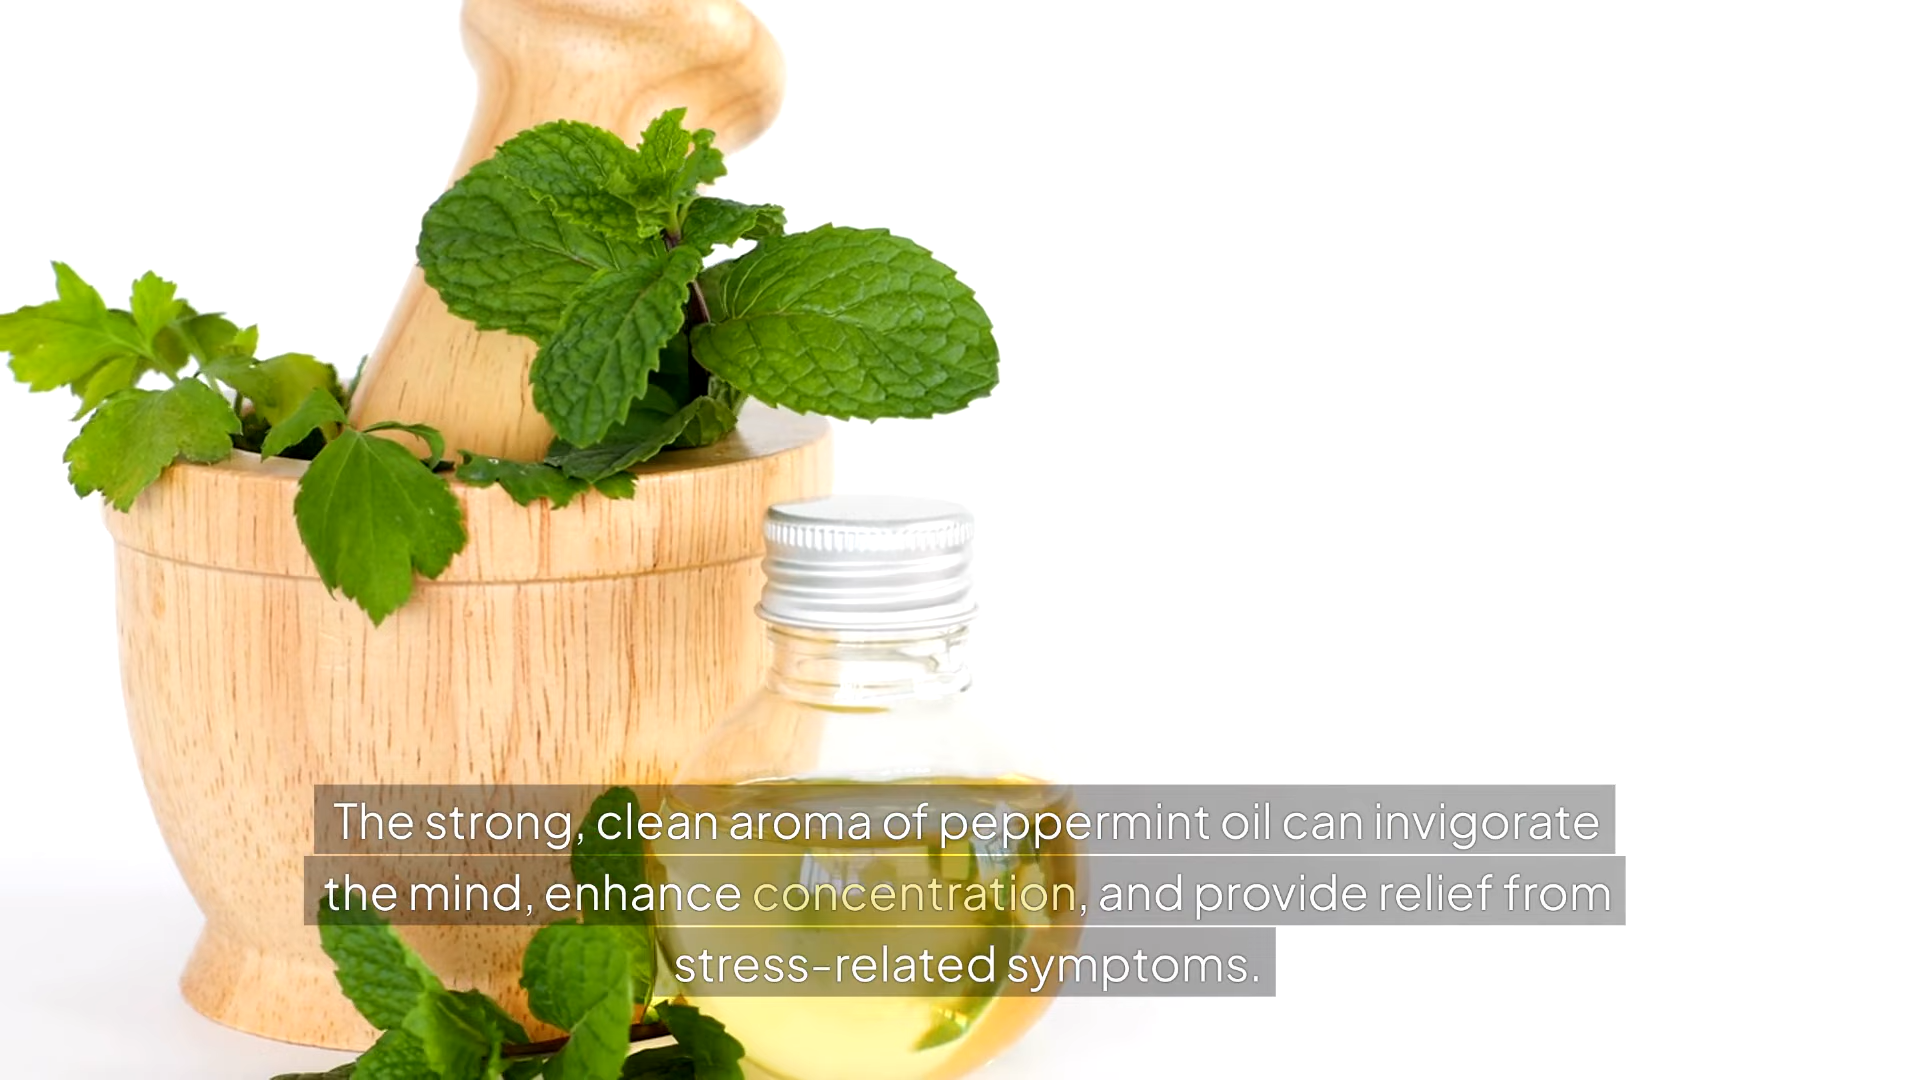 The strong, clean aroma of peppermint oil can invigorate
the mind, enhance concentration, and provide relief from
stress-related symptoms.